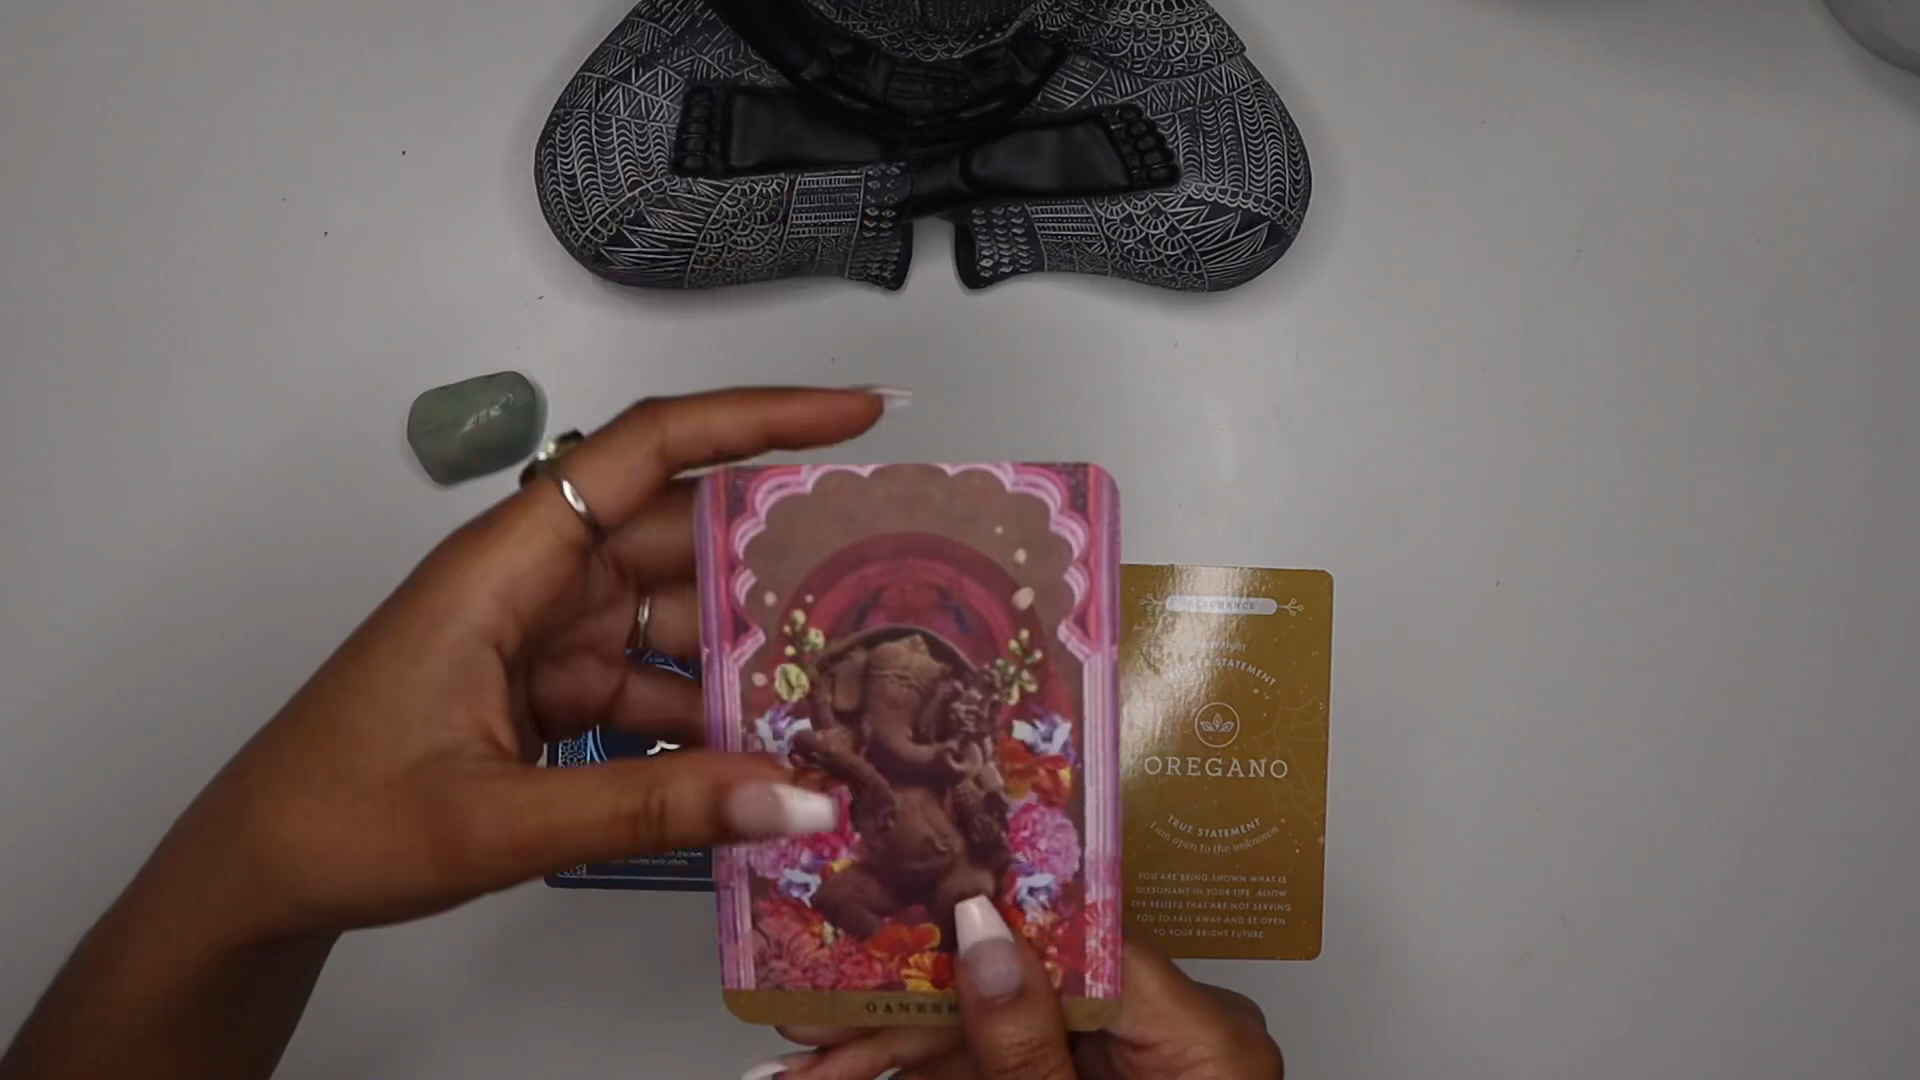 STATEMENT
OREGANO
TRUE STATEMENT
I am open to the unknown
YOU ARE BEING SHOWN WHAT IS
DISSONANT IN YOUR LIFE. ALLOW
THE BELIEFS THAT ARE NOT SERVING
YOU TO FALL AWAY AND BE OPEN
TO YOUR BRIGHT FUTURE
GANESH